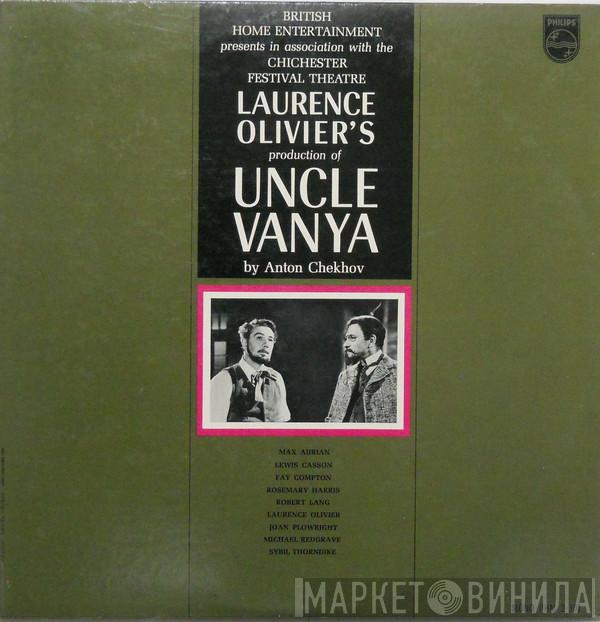 BRITISH
HOME ENTERTAINMENT
presents in association with the
CHICHESTER
FESTIVAL THEATRE
LAURENCE
OLIVIER'S
production of
UNCLE
VANYA
by Anton Chekhov
PHILIPS
MAX ADRIAN
LEWIS CASSON
FAY COMPTON
ROSEMARY HARRIS
ROBERT LANG
LAURENCE OLIVIER
JOAN PLOWRIGHT
MICHAEL REDGRAVE
SYBIL THORNDIKE
МАРКЕТ ВИНИЛА